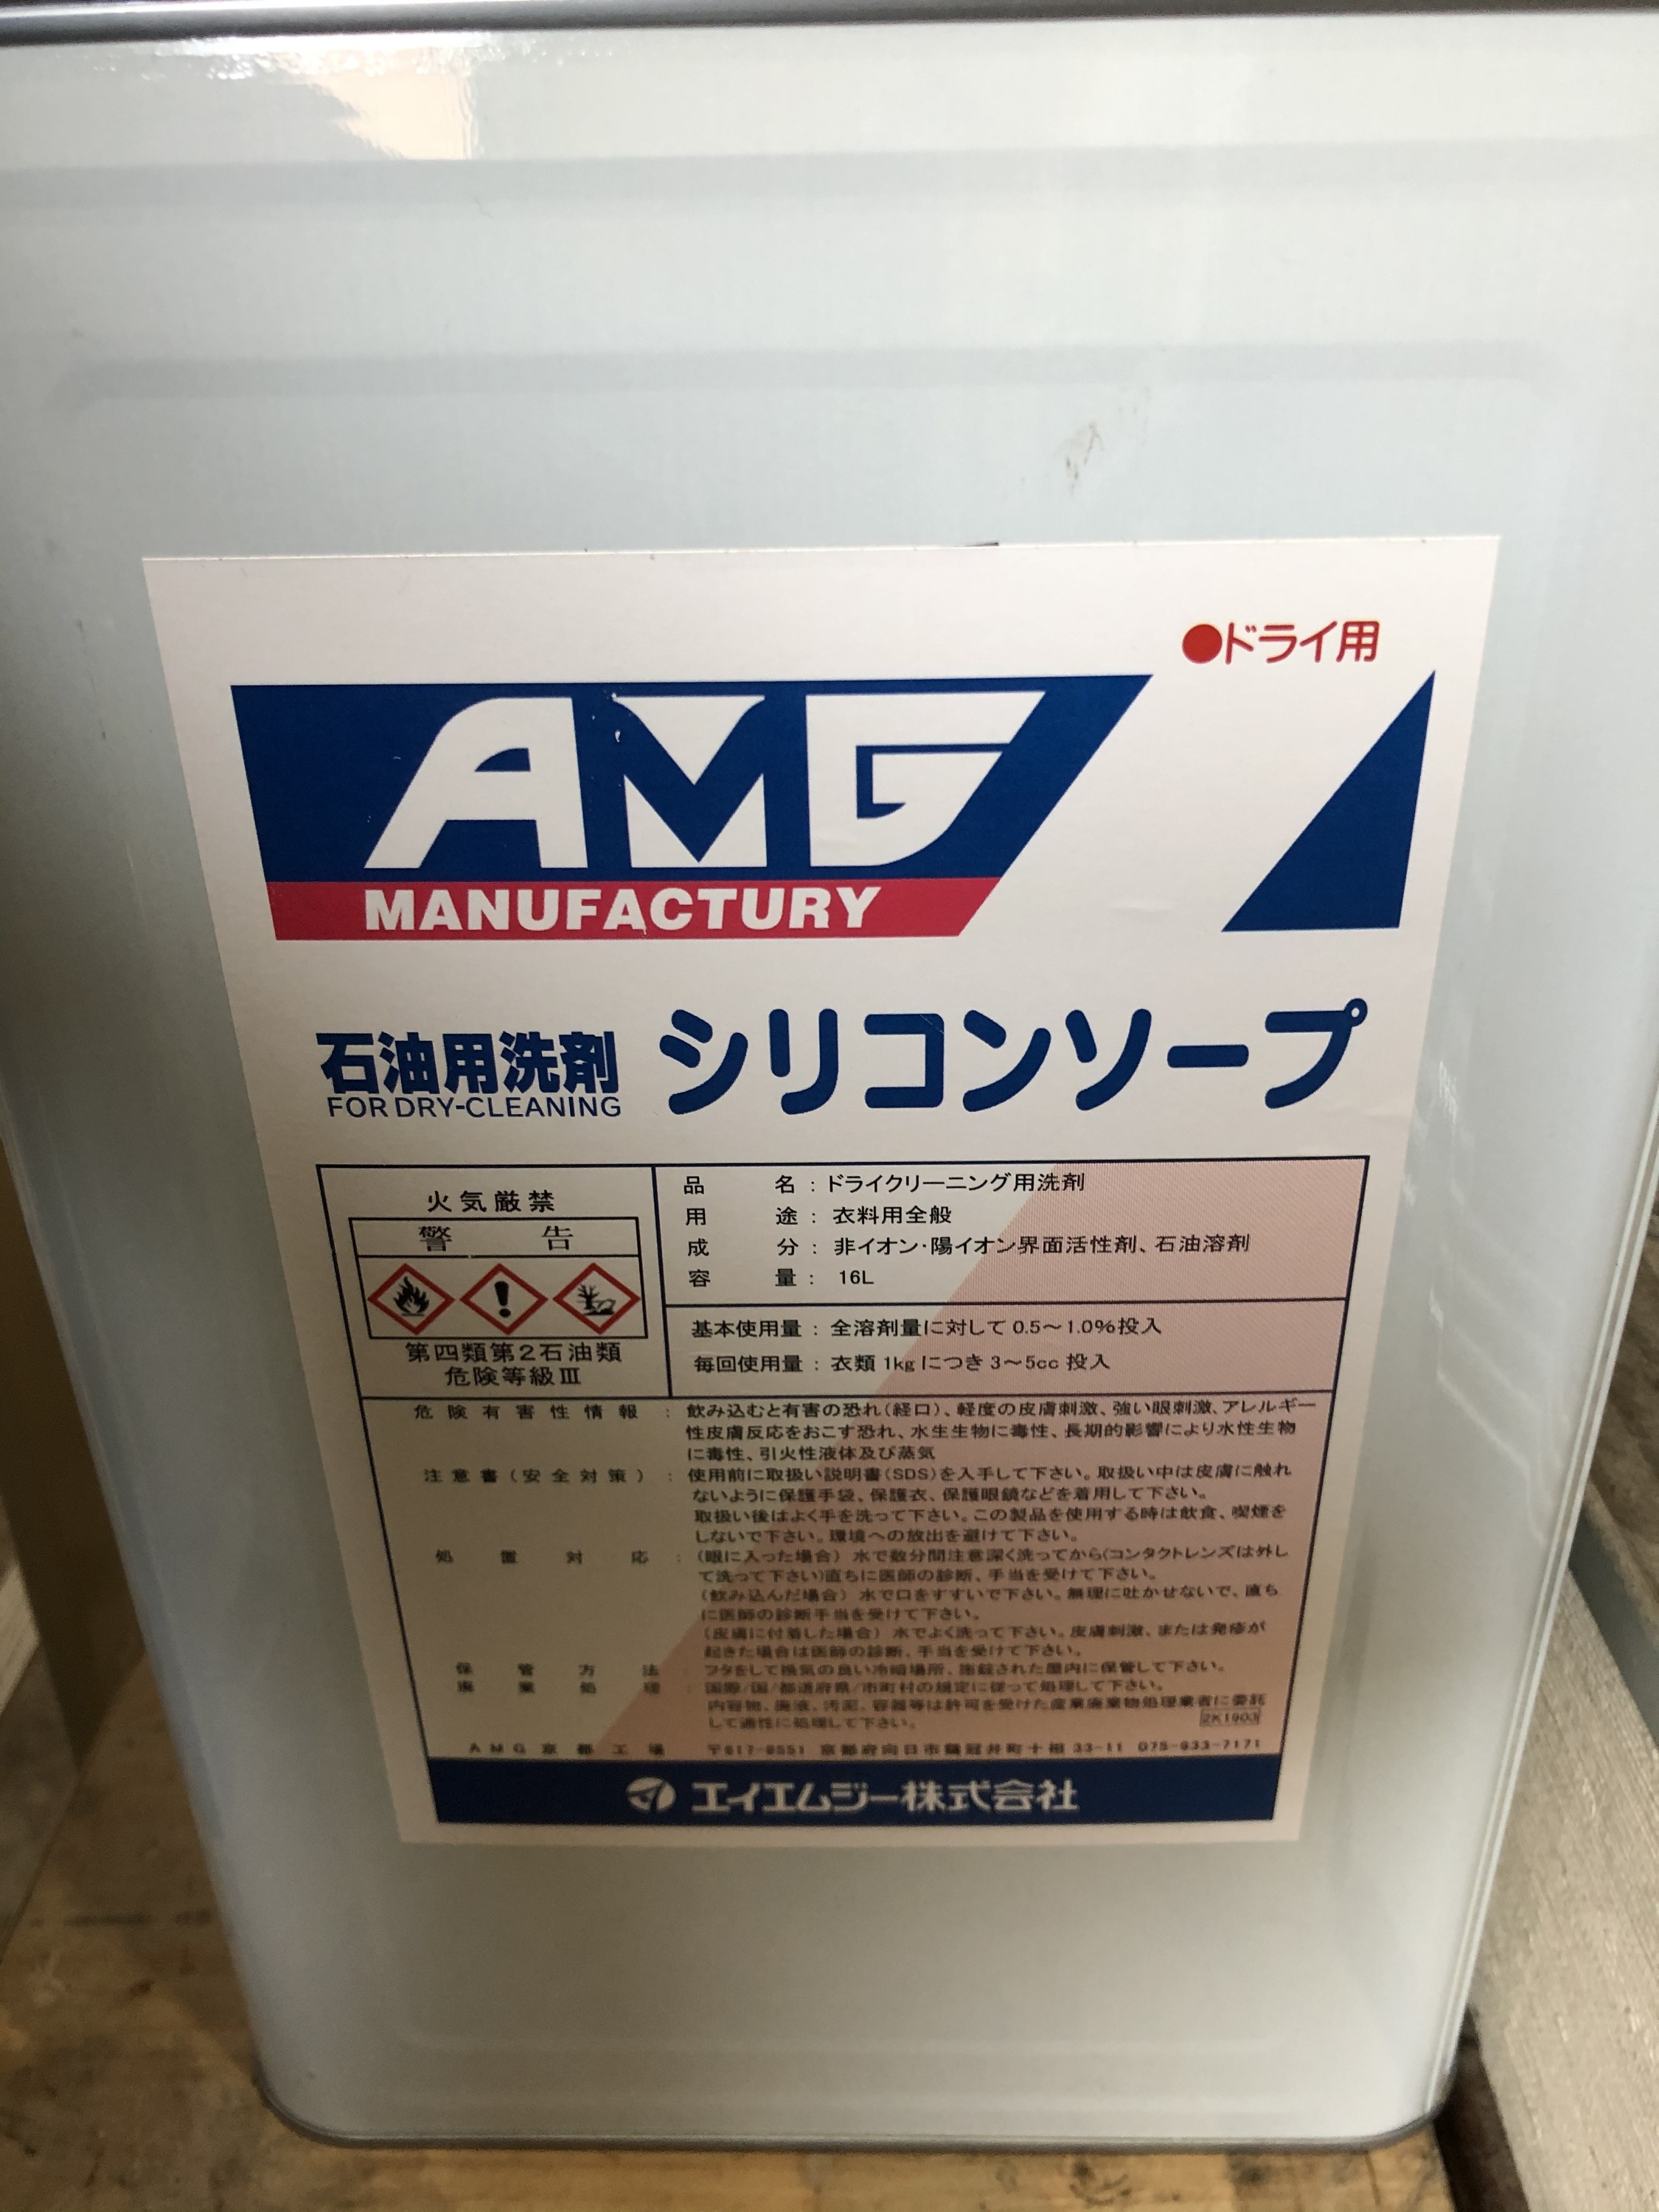 ●ドライ用
AMG
MANUFACTURY
石油用洗剤 シリコンソープ
FOR DRY-CLEANING
火気厳禁
警告
第四類第2石油類
危険等級Ⅲ
品名：ドライクリーニング用洗剤
用途：衣料用全般
成分：非イオン・陽イオン界面活性剤、石油溶剤
容量：16L
基本使用量：全溶剤量に対して0.5～1.0%投入
毎回使用量：衣類1kgにつき3～5cc投入
危険有害性情報：飲み込むと有害の恐れ(経口)、軽度の皮膚刺激、強い眼刺激、アレルギー
性皮膚反応をおこす恐れ、水生生物に毒性、長期的影響により水性生物
に毒性、引火性液体及び蒸気
注意書(安全対策)：使用前に取扱い説明書(SDS)を入手して下さい。取扱い中は皮膚に触れ
ないように保護手袋、保護衣、保護眼鏡などを着用して下さい。
取扱い後はよく手を洗って下さい。この製品を使用する時は飲食、喫煙を
しないで下さい。環境への放出を避けて下さい。
処置対応：(眼に入った場合)水で数分間注意深く洗ってから(コンタクトレンズは外し
て洗って下さい)直ちに医師の診断、手当を受けて下さい。
(飲み込んだ場合)水で口をすすいで下さい。無理に吐かせないで、直ち
に医師の診断手当を受けて下さい。
(皮膚に付着した場合)水でよく洗って下さい。皮膚刺激、または発疹が
起きた場合は医師の診断、手当を受けて下さい。
保管方法：フタをして換気の良い冷暗場所、施錠された屋内に保管して下さい。
廃棄処理：国際/国/都道府県/市町村の規定に従って処理して下さい。
内容物、廃液、汚泥、容器等は許可を受けた産業廃棄物処理業者に委託
して適性に処理して下さい。
2K1903
AMG京都工場 〒617-8551 京都府向日市鶏冠井町十相33-11 075-933-7171
エイエムジー株式会社